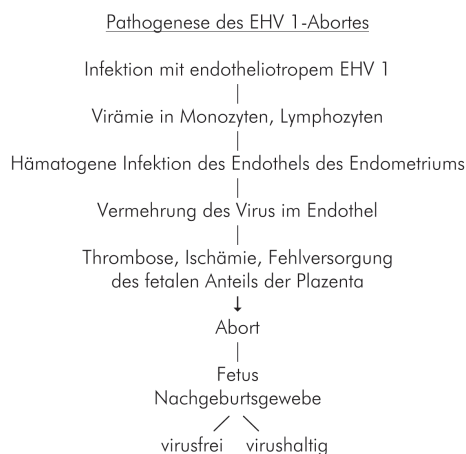 Pathogenese des EHV 1-Abortes
Infektion mit endotheliotropem EHV 1
Virämie in Monozyten, Lymphozyten
Hämatogene Infektion des Endothels des Endometriums
Vermehrung des Virus im Endothel
Thrombose, Ischämie, Fehlversorgung
des fetalen Anteils der Plazenta
Abort
Fetus
Nachgeburtsgewebe
virusfrei virushaltig